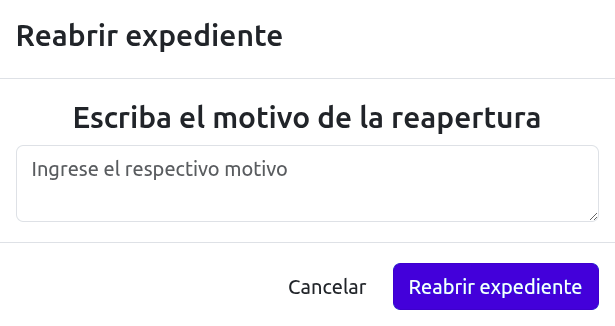 Reabrir expediente
Escriba el motivo de la reapertura
Ingrese el respectivo motivo
Cancelar
Reabrir expediente